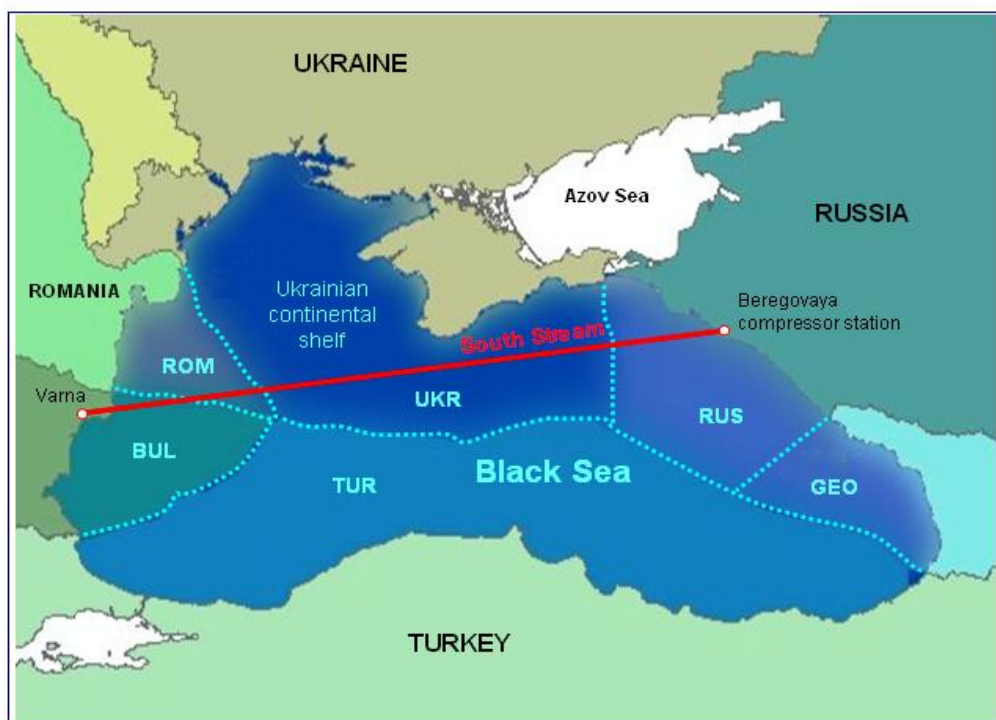 UKRAINE
Azov Sea
RUSSIA
ROMANIA
Ukrainian
continental
shelf
Beregovaya
compressor station
South Stream
ROM
Varna
UKR
RUS
BUL
Black Sea
TUR
GEO
TURKEY